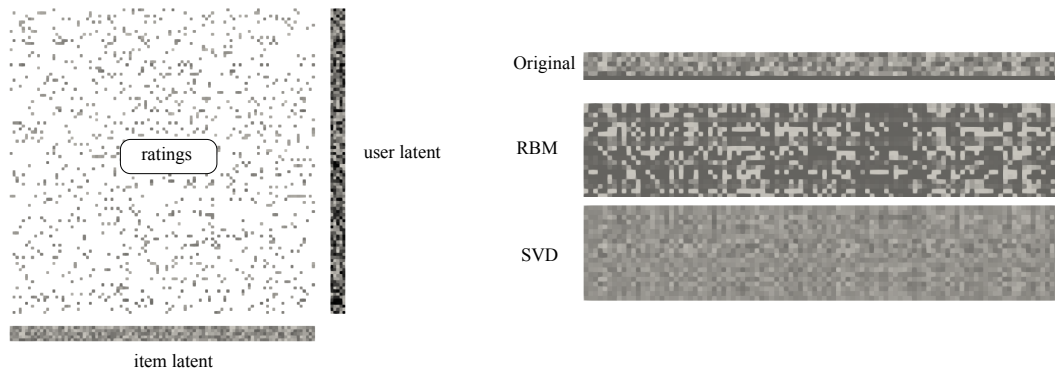 ratings
user latent
item latent
Original
RBM
SVD